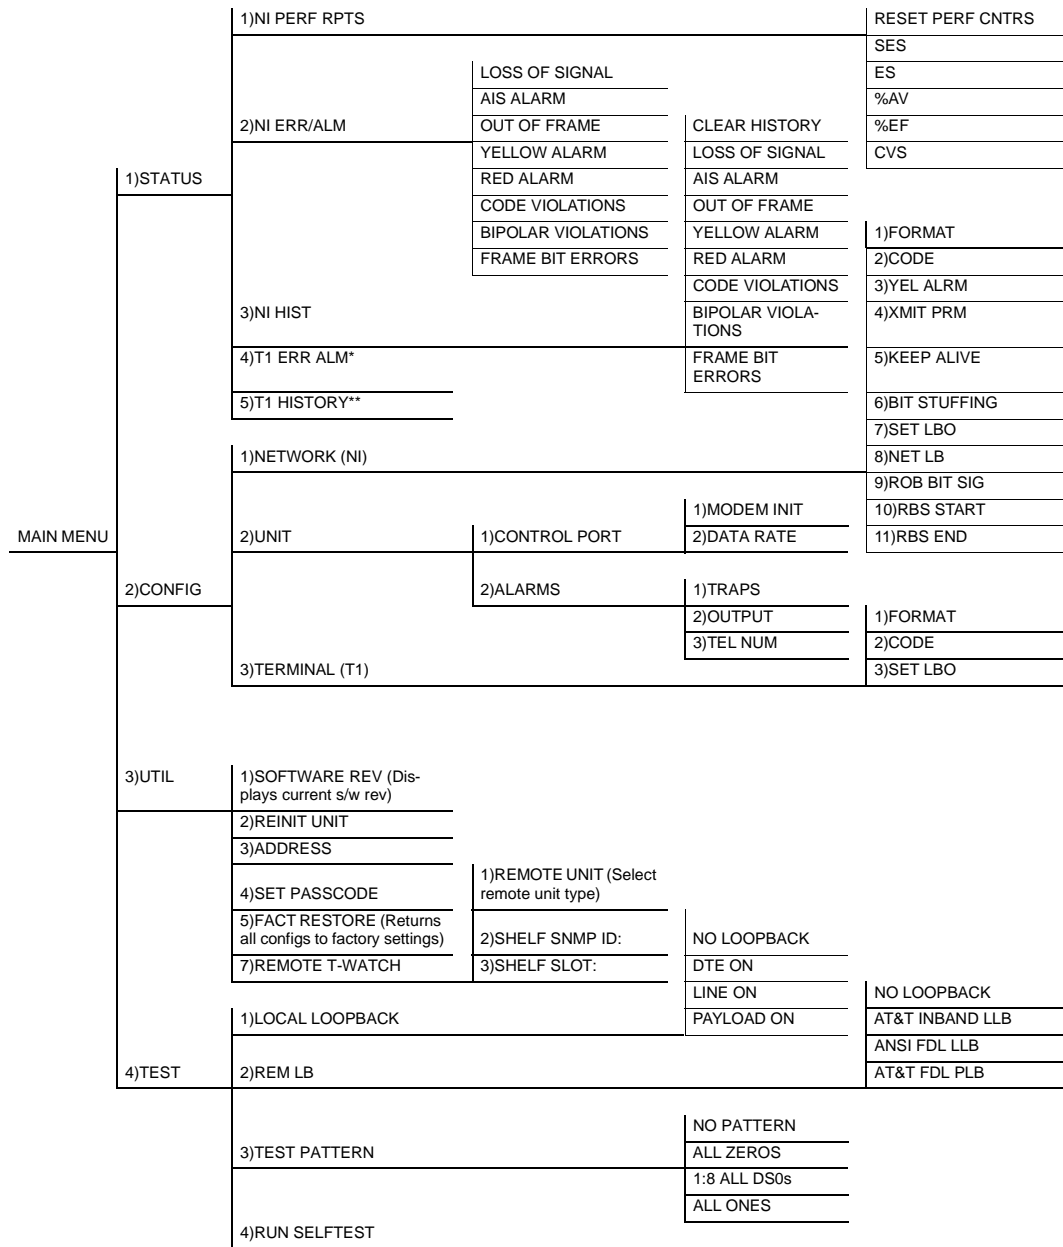 1)NI PERF RPTS
RESET PERF CNTRS
SES
ES
%AV
%EF
CVS
LOSS OF SIGNAL
AIS ALARM
2)NI ERR/ALM
OUT OF FRAME
YELLOW ALARM
RED ALARM
CODE VIOLATIONS
BIPOLAR VIOLATIONS
FRAME BIT ERRORS
CLEAR HISTORY
LOSS OF SIGNAL
AIS ALARM
OUT OF FRAME
YELLOW ALARM
RED ALARM
CODE VIOLATIONS
BIPOLAR VIOLA-
TIONS
FRAME BIT
ERRORS
1)STATUS
3)NI HIST
4)T1 ERR ALM*
5)T1 HISTORY**
1)FORMAT
2)CODE
3)YEL ALRM
4)XMIT PRM
5)KEEP ALIVE
6)BIT STUFFING
7)SET LBO
8)NET LB
9)ROB BIT SIG
10)RBS START
11)RBS END
1)NETWORK (NI)
MAIN MENU
2)UNIT
1)CONTROL PORT
1)MODEM INIT
2)DATA RATE
2)CONFIG
2)ALARMS
1)TRAPS
2)OUTPUT
3)TEL NUM
1)FORMAT
2)CODE
3)SET LBO
3)TERMINAL (T1)
3)UTIL
1)SOFTWARE REV (Dis-
plays current s/w rev)
2)REINIT UNIT
3)ADDRESS
4)SET PASSCODE
5)FACT RESTORE (Returns
all configs to factory settings)
7)REMOTE T-WATCH
1)REMOTE UNIT (Select
remote unit type)
2)SHELF SNMP ID:
3)SHELF SLOT:
NO LOOPBACK
DTE ON
LINE ON
PAYLOAD ON
1)LOCAL LOOPBACK
NO LOOPBACK
AT&T INBAND LLB
ANSI FDL LLB
AT&T FDL PLB
4)TEST
2)REM LB
3)TEST PATTERN
NO PATTERN
ALL ZEROS
1:8 ALL DS0s
ALL ONES
4)RUN SELFTEST